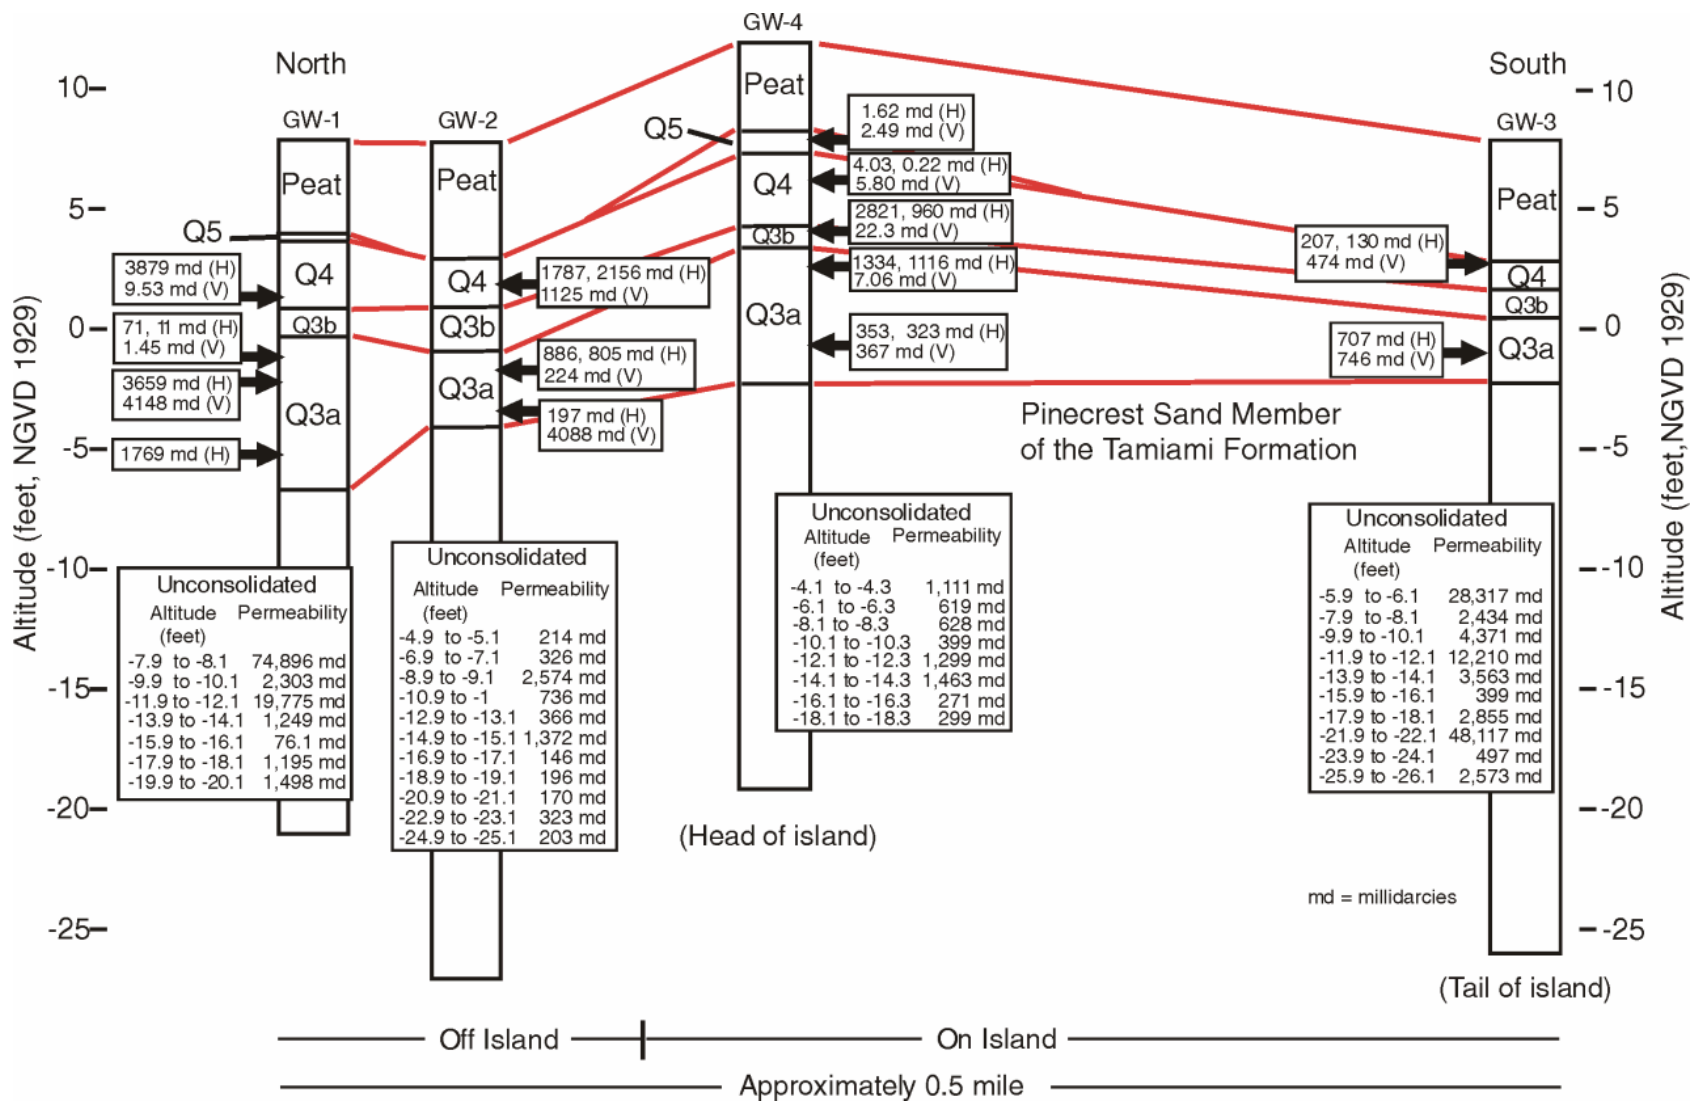 GW-4
North
South
GW-1
GW-2
GW-3
10
5
0
-5
-10
-15
-20
-25
Altitude (feet, NGVD 1929)
Peat
Q5
Q4
Q3b
Q3a
3879 md (H)
9.53 md (V)
71, 11 md (H)
1.45 md (V)
3659 md (H)
4148 md (V)
1769 md (H)
Unconsolidated
Altitude Permeability
(feet)
-7.9 to -8.1 74,896 md
-9.9 to -10.1 2,303 md
-11.9 to -12.1 19,775 md
-13.9 to -14.1 1,249 md
-15.9 to -16.1 76.1 md
-17.9 to -18.1 1,195 md
-19.9 to -20.1 1,498 md
Peat
Q4
Q3b
Q3a
1787, 2156 md (H)
1125 md (V)
886, 805 md (H)
224 md (V)
197 md (H)
4088 md (V)
Unconsolidated
Altitude Permeability
(feet)
-4.9 to -5.1 214 md
-6.9 to -7.1 326 md
-8.9 to -9.1 2,574 md
-10.9 to -1 736 md
-12.9 to -13.1 366 md
-14.9 to -15.1 1,372 md
-16.9 to -17.1 146 md
-18.9 to -19.1 196 md
-20.9 to -21.1 170 md
-22.9 to -23.1 323 md
-24.9 to -25.1 203 md
Peat
Q5
Q4
Q3b
Q3a
1.62 md (H)
2.49 md (V)
4.03, 0.22 md (H)
5.80 md (V)
2821, 960 md (H)
22.3 md (V)
1334, 1116 md (H)
7.06 md (V)
353, 323 md (H)
367 md (V)
Pinecrest Sand Member
of the Tamiami Formation
Unconsolidated
Altitude Permeability
(feet)
-4.1 to -4.3 1,111 md
-6.1 to -6.3 619 md
-8.1 to -8.3 628 md
-10.1 to -10.3 399 md
-12.1 to -12.3 1,299 md
-14.1 to -14.3 1,463 md
-16.1 to -16.3 271 md
-18.1 to -18.3 299 md
(Head of island)
Peat
Q4
Q3b
Q3a
207, 130 md (H)
474 md (V)
707 md (H)
746 md (V)
Unconsolidated
Altitude Permeability
(feet)
-5.9 to -6.1 28,317 md
-7.9 to -8.1 2,434 md
-9.9 to -10.1 4,371 md
-11.9 to -12.1 12,210 md
-13.9 to -14.1 3,563 md
-15.9 to -16.1 399 md
-17.9 to -18.1 2,855 md
-21.9 to -22.1 48,117 md
-23.9 to -24.1 497 md
-25.9 to -26.1 2,573 md
md = millidarcies
(Tail of island)
10
5
0
-5
-10
-15
-20
-25
Altitude (feet,NGVD 1929)
Off Island
On Island
Approximately 0.5 mile